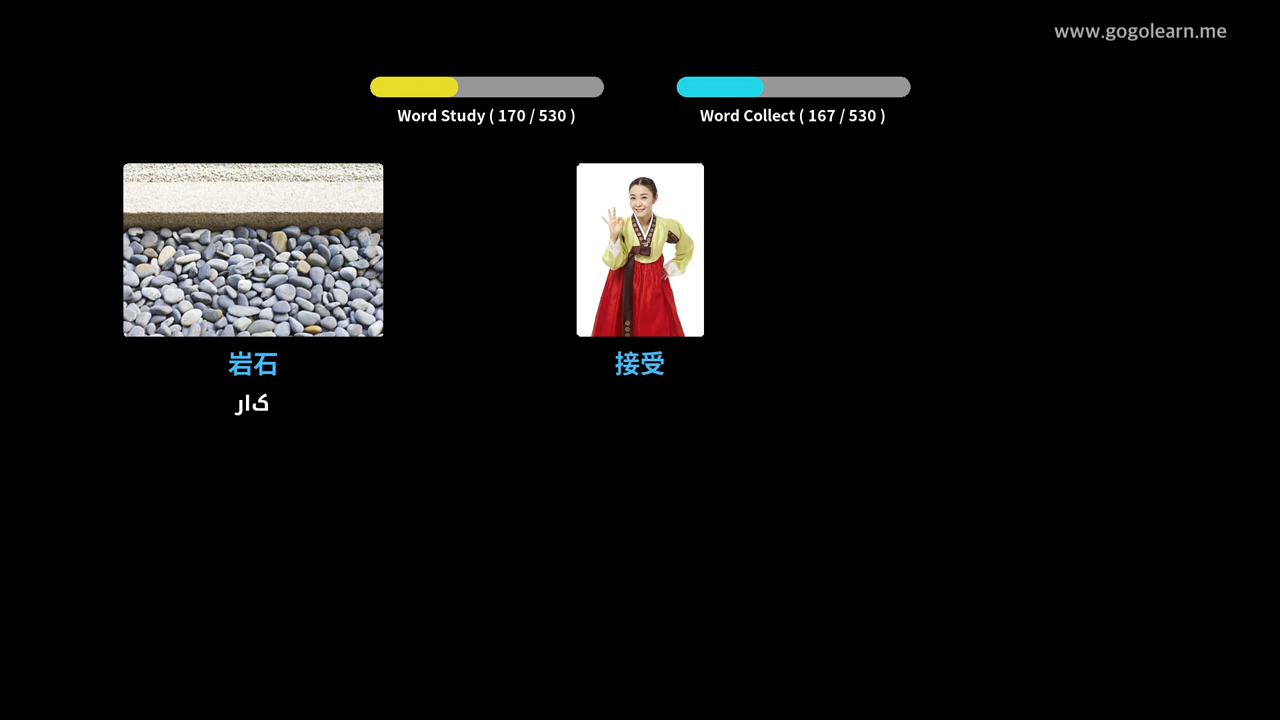 www.gogolearn.me
Word Study ( 170 / 530 )
Word Collect ( 167 / 530 )
岩石
接受
کار